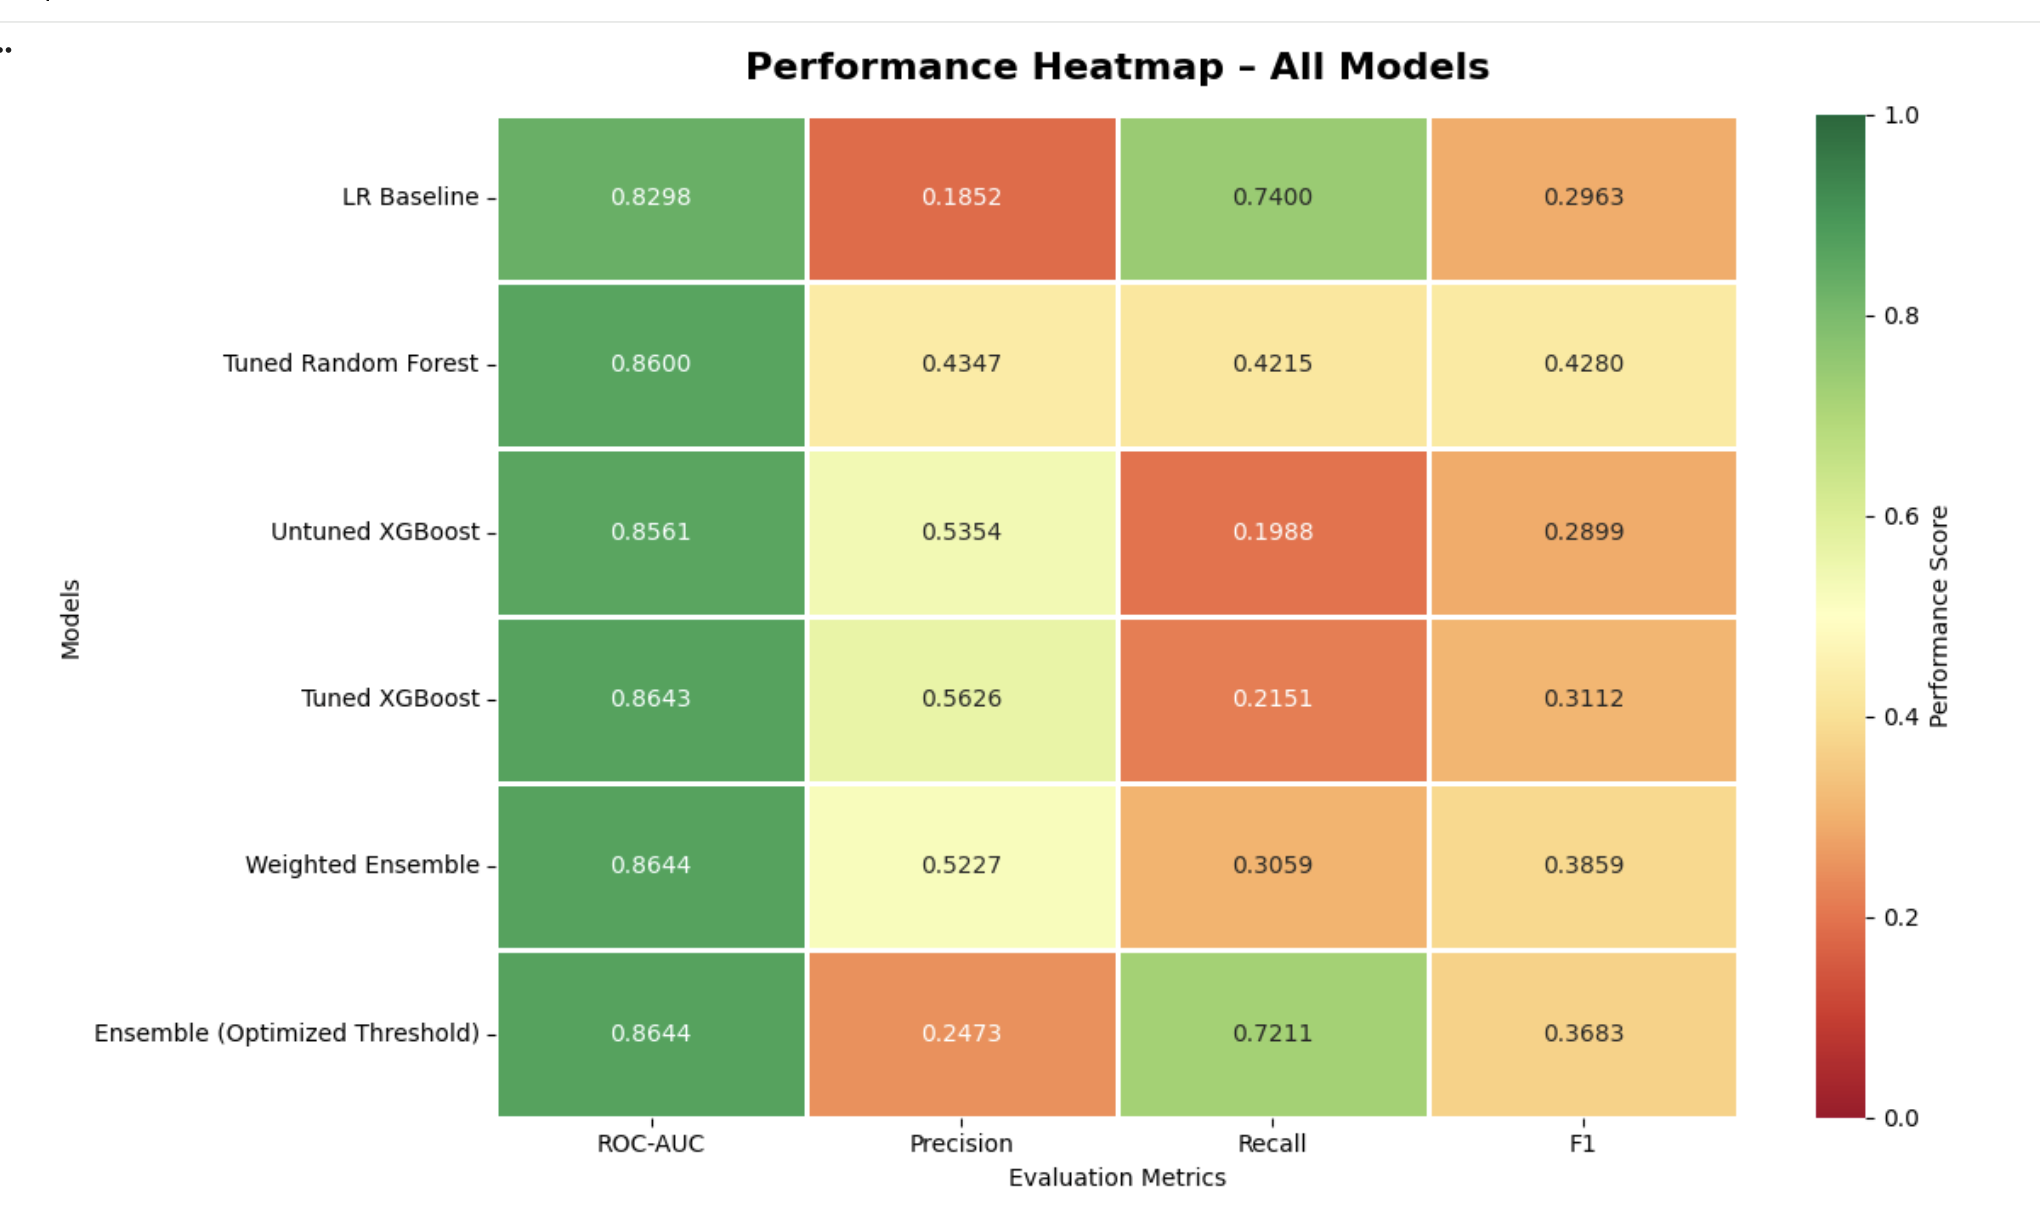 Performance Heatmap – All Models
1.0
LR Baseline 0.8298 0.1852 0.7400 0.2963
0.8
Tuned Random Forest 0.8600 0.4347 0.4215 0.4280
Untuned XGBoost 0.8561 0.5354 0.1988 0.2899
0.6
Models
Performance Score
Tuned XGBoost 0.8643 0.5626 0.2151 0.3112
0.4
Weighted Ensemble 0.8644 0.5227 0.3059 0.3859
0.2
Ensemble (Optimized Threshold) 0.8644 0.2473 0.7211 0.3683
0.0
ROC-AUC Precision Recall F1
Evaluation Metrics